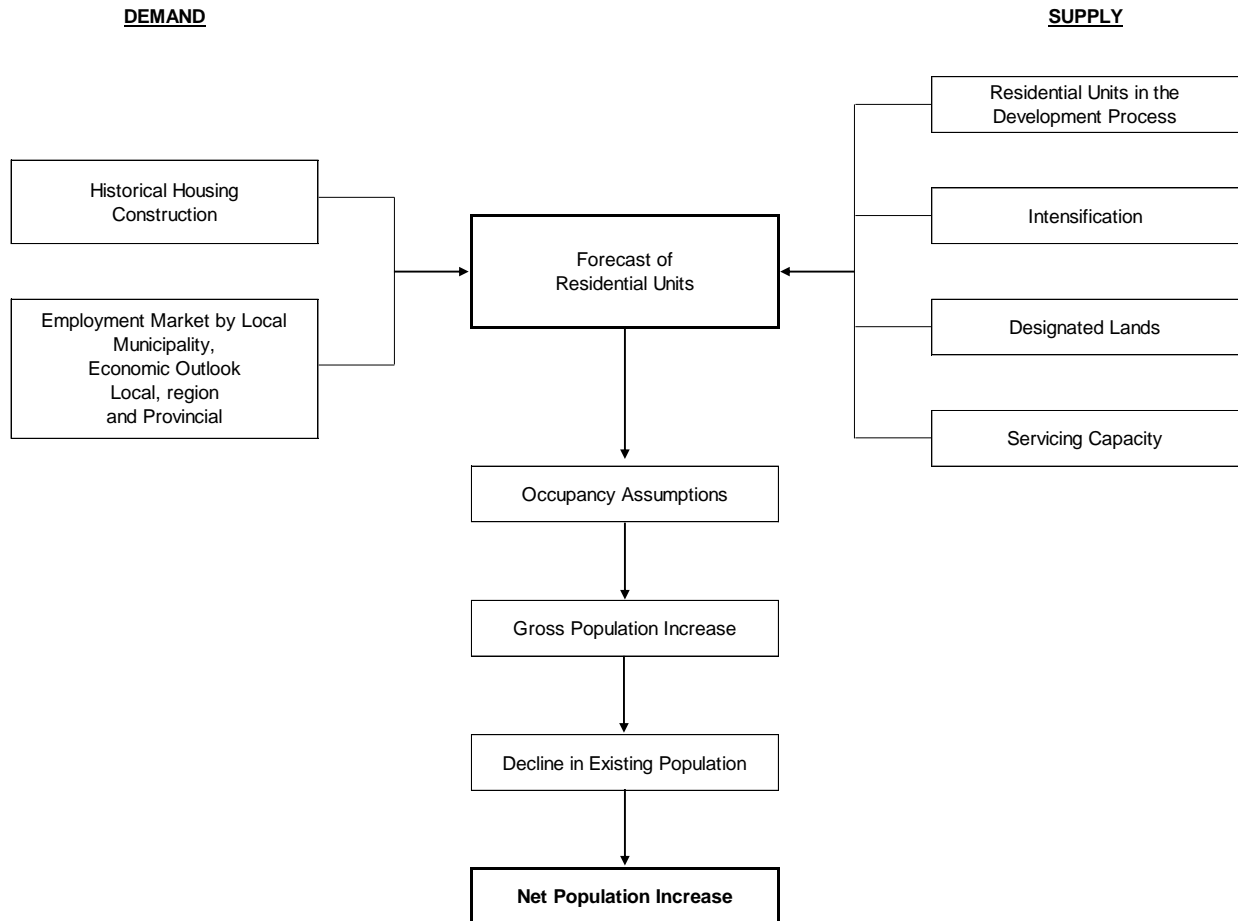 DEMAND
SUPPLY
Residential Units in the
Development Process
Historical Housing
Construction
Intensification
Forecast of
Residential Units
Employment Market by Local
Municipality,
Economic Outlook
Local, region
and Provincial
Designated Lands
Servicing Capacity
Occupancy Assumptions
Gross Population Increase
Decline in Existing Population
Net Population Increase